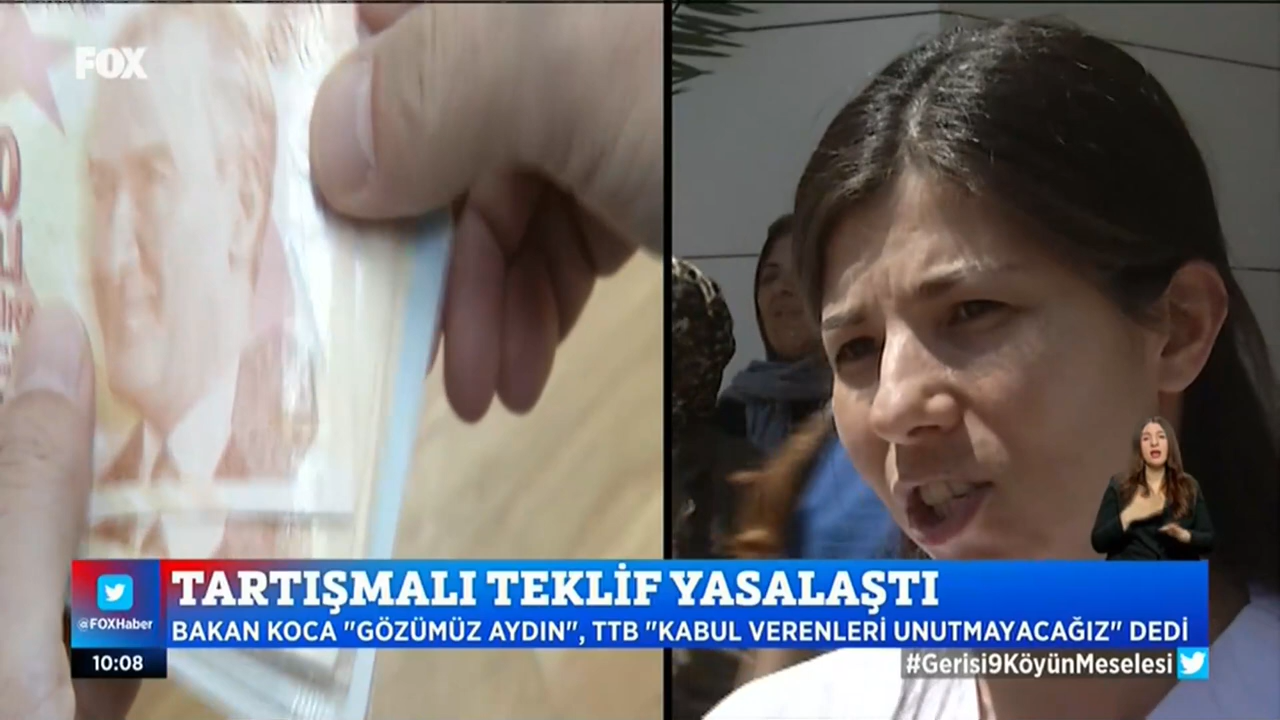 FOX
TARTIŞMALI TEKLİF YASALAŞTI
@FOXHaber
BAKAN KOCA "GÖZÜMÜZ AYDIN", TTB "KABUL VERENLERİ UNUTMAYACAĞIZ" DEDİ
10:08
#Gerisi9KöyünMeselesi